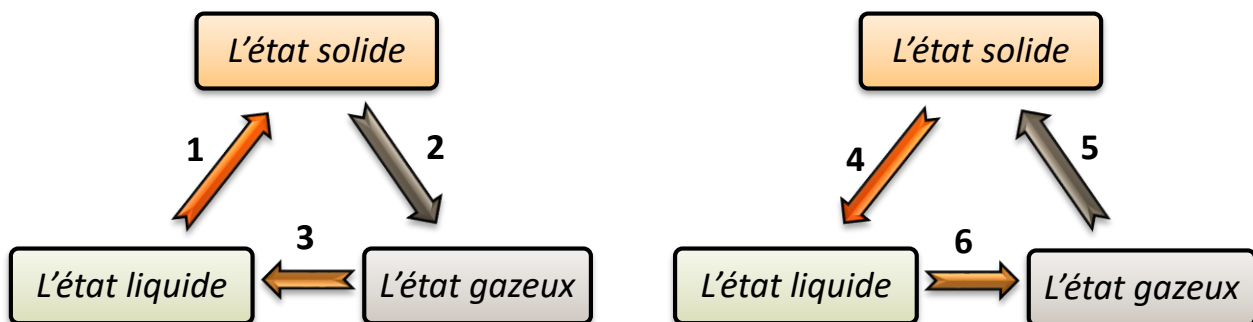 L'état solide
1
2
3
L'état liquide
L'état gazeux
L'état solide
4
5
6
L'état liquide
L'état gazeux